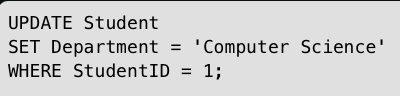 UPDATE Student
SET Department = 'Computer Science'
WHERE StudentID = 1;